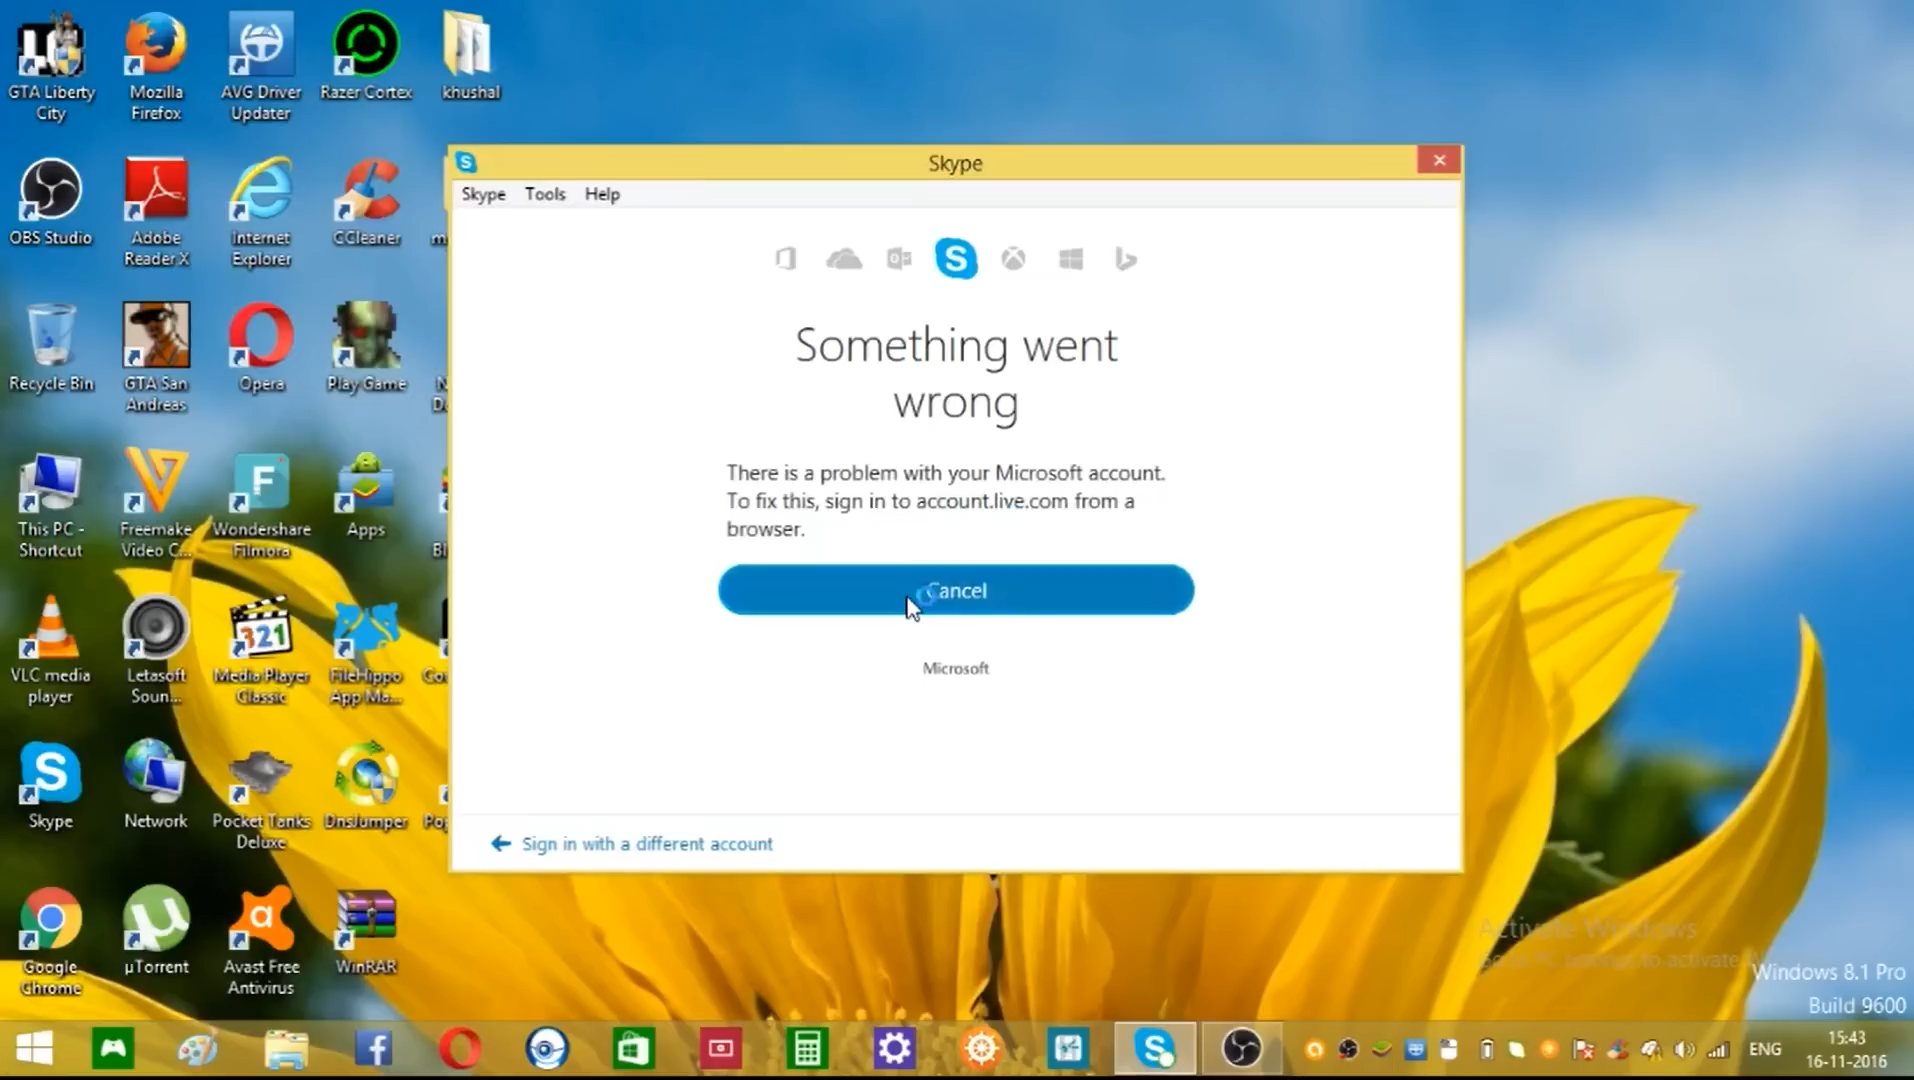 GTA Liberty
City
Mozilla
Firefox
AVG Driver
Updater
Razer Cortex
khushal
OBS Studio
Adobe
Reader X
Internet
Explorer
CCleaner
Recycle Bin
GTA San
Andreas
Opera
Play Game
This PC -
Shortcut
Freemake
Video C...
Wondershare
Filmora
Apps
VLC media
player
Letasoft
Soun...
321
Media Player
Classic
FileHippo
App Ma...
Skype
Network
Pocket Tanks
Deluxe
DnsJumper
Google
Chrome
µTorrent
Avast Free
Antivirus
WinRAR
Skype
Skype Tools Help
Something went
wrong
There is a problem with your Microsoft account.
To fix this, sign in to account.live.com from a
browser.
Cancel
Microsoft
Sign in with a different account
Activate Windows
Windows 8.1 Pro
Build 9600
ENG
15:43
16-11-2016